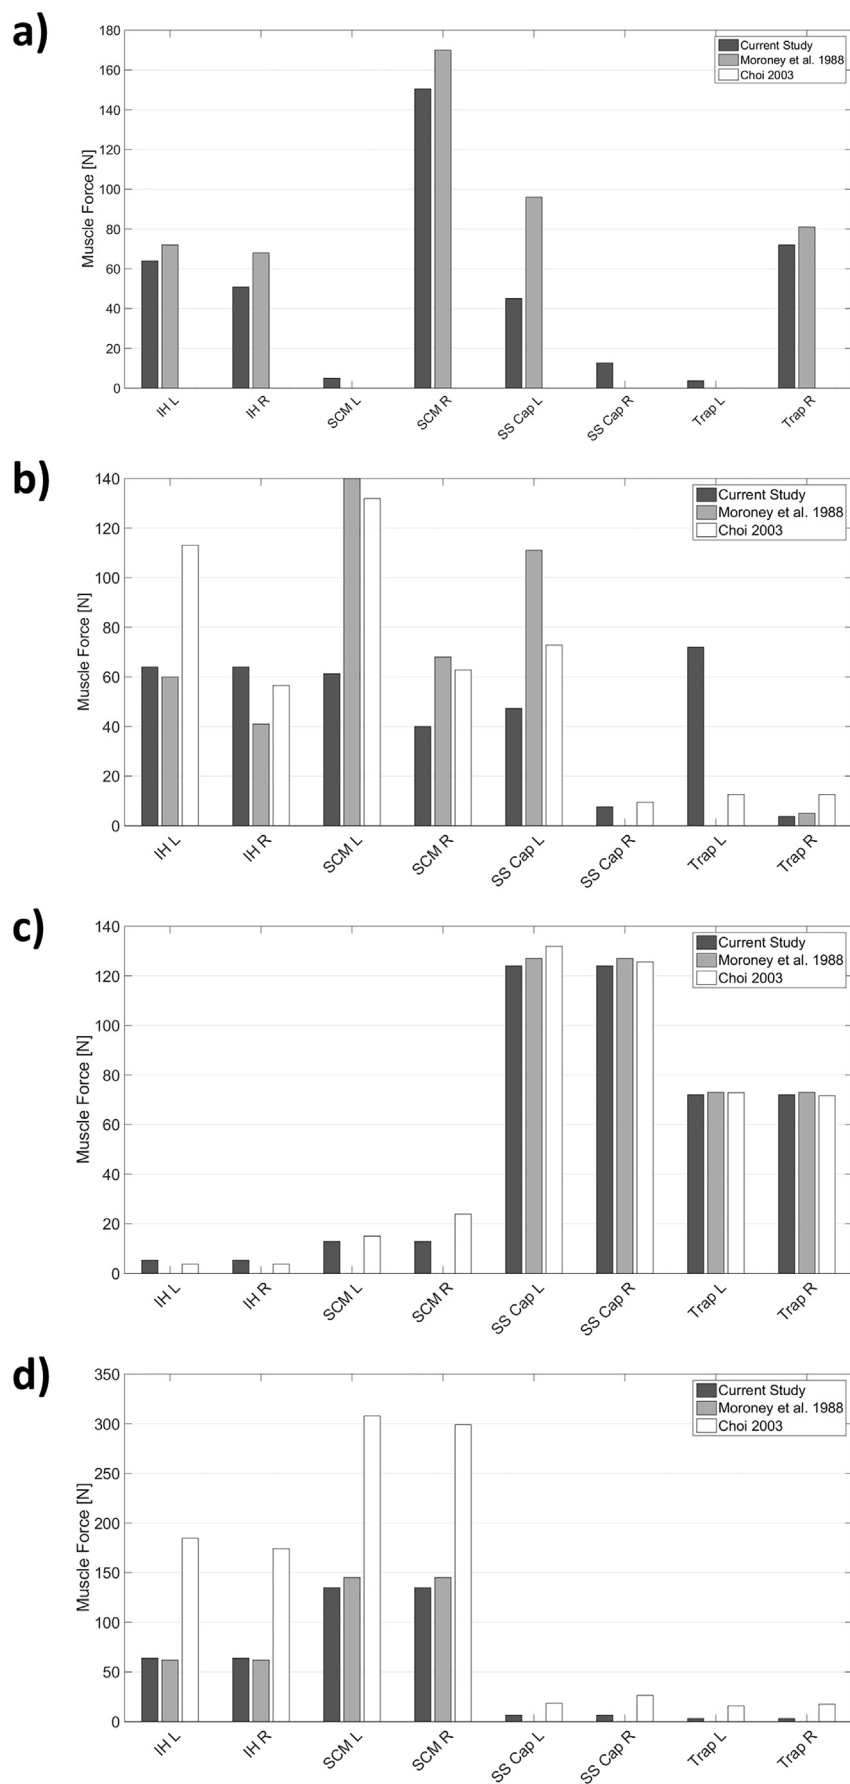 a)
180
160
140
120
100
80
60
40
20
0
Muscle Force [N]
Current Study
Moroney et al. 1988
Choi 2003
IH L
IH R
SCM L
SCM R
SS Cap L
SS Cap R
Trap L
Trap R
b)
140
120
100
80
60
40
20
0
Muscle Force [N]
Current Study
Moroney et al. 1988
Choi 2003
IH L
IH R
SCM L
SCM R
SS Cap L
SS Cap R
Trap L
Trap R
c)
140
120
100
80
60
40
20
0
Muscle Force [N]
Current Study
Moroney et al. 1988
Choi 2003
IH L
IH R
SCM L
SCM R
SS Cap L
SS Cap R
Trap L
Trap R
d)
350
300
250
200
150
100
50
0
Muscle Force [N]
Current Study
Moroney et al. 1988
Choi 2003
IH L
IH R
SCM L
SCM R
SS Cap L
SS Cap R
Trap L
Trap R